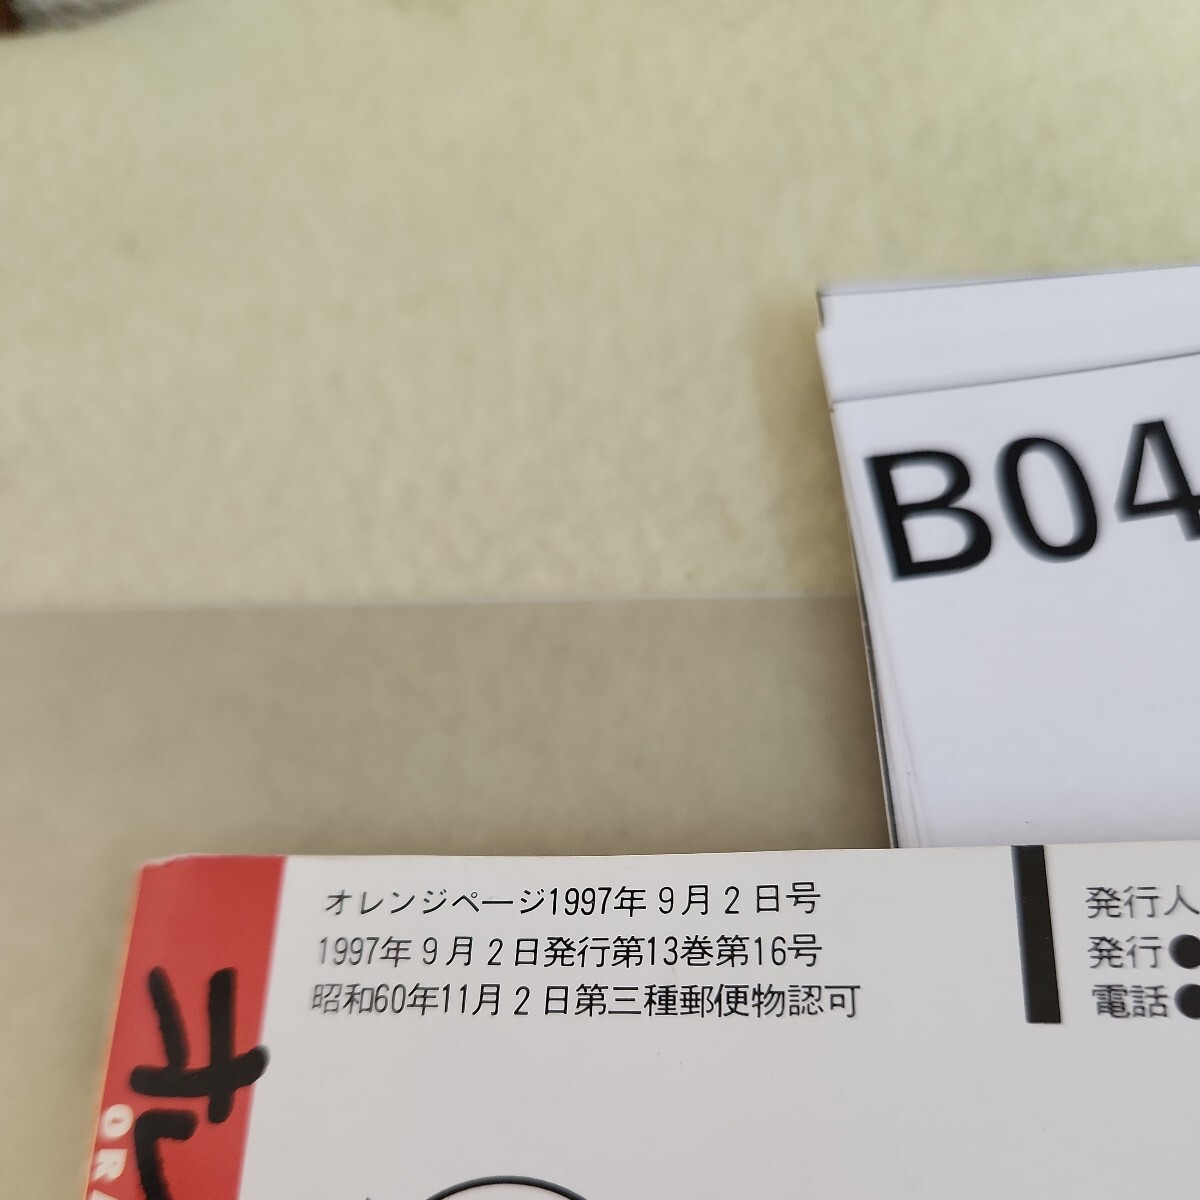 B04
オレンジページ1997年9月2日号
1997年9月2日発行第13巻第16号
昭和60年11月2日第三種郵便物認可
発行人
発行●
電話●
オレ
ORA